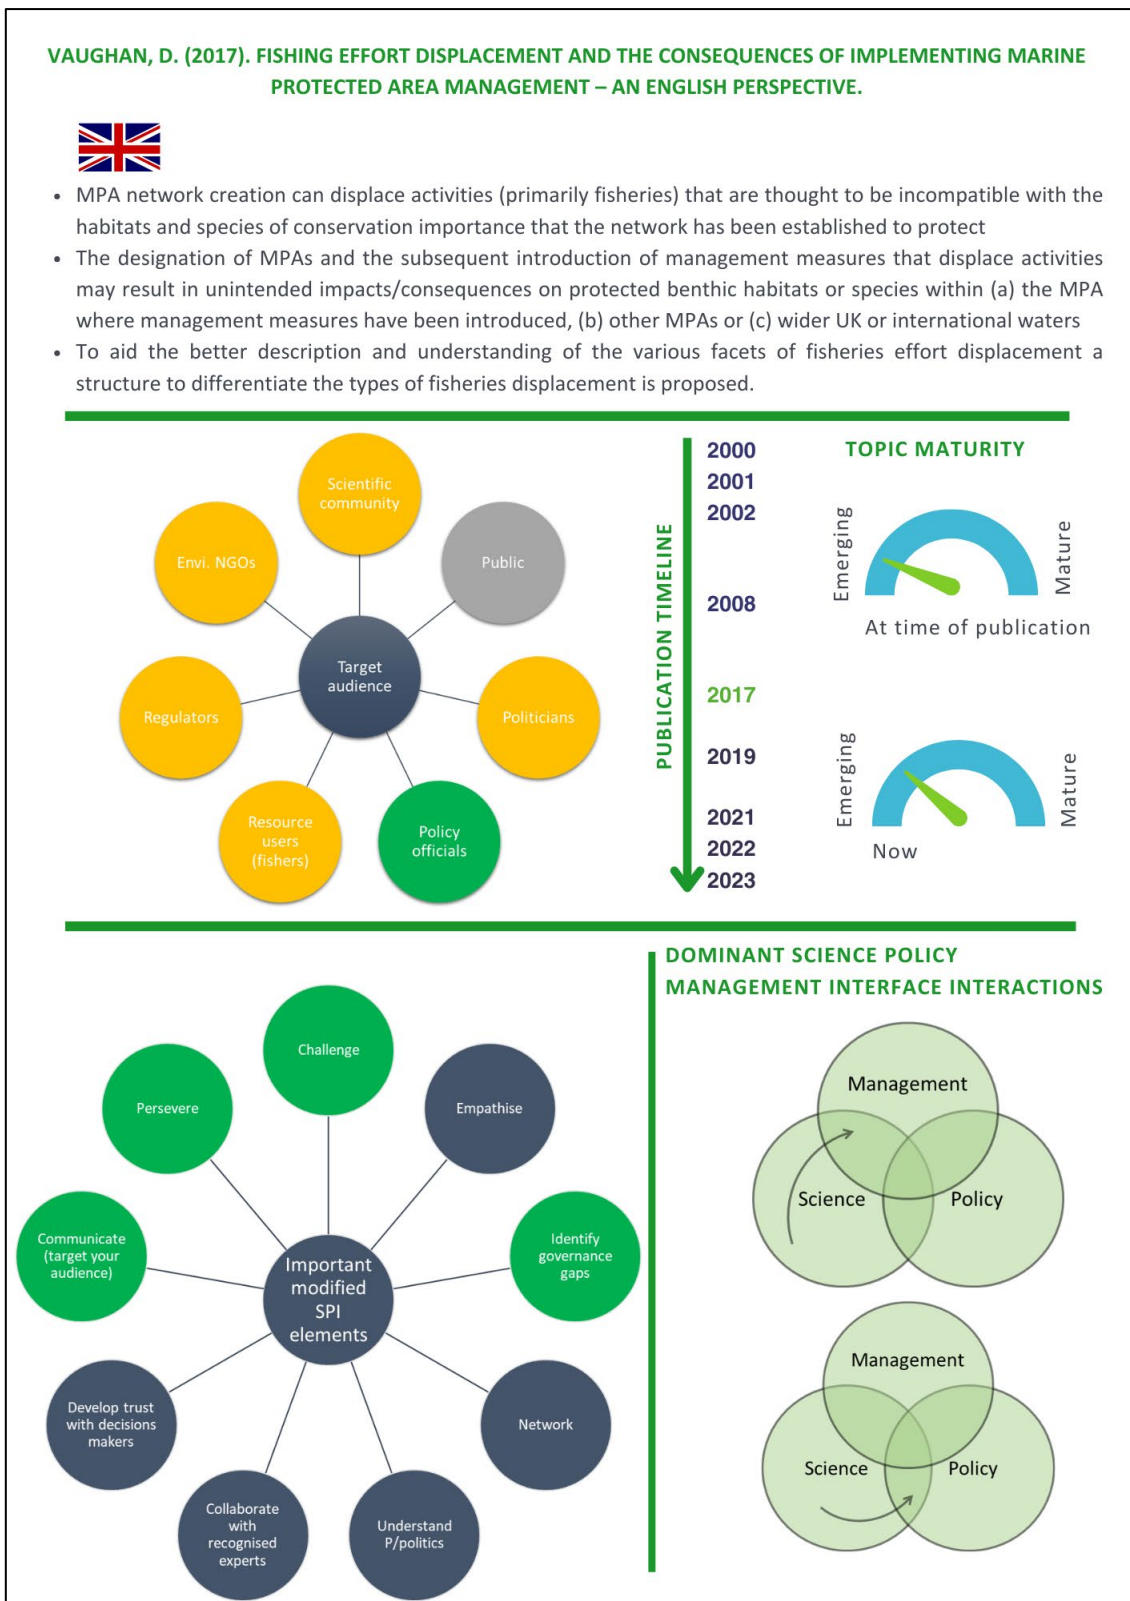 VAUGHAN, D. (2017). FISHING EFFORT DISPLACEMENT AND THE CONSEQUENCES OF IMPLEMENTING MARINE
PROTECTED AREA MANAGEMENT – AN ENGLISH PERSPECTIVE.
• MPA network creation can displace activities (primarily fisheries) that are thought to be incompatible with the
habitats and species of conservation importance that the network has been established to protect
• The designation of MPAs and the subsequent introduction of management measures that displace activities
may result in unintended impacts/consequences on protected benthic habitats or species within (a) the MPA
where management measures have been introduced, (b) other MPAs or (c) wider UK or international waters
• To aid the better description and understanding of the various facets of fisheries effort displacement a
structure to differentiate the types of fisheries displacement is proposed.
Scientific
community
Public
Envi. NGOs
Target
audience
Regulators
Politicians
Resource
users
(fishers)
Policy
officials
PUBLICATION TIMELINE
2000
2001
2002
2008
2017
2019
2021
2022
2023
TOPIC MATURITY
Emerging
Mature
At time of publication
Emerging
Mature
Now
Challenge
Persevere
Empathise
Communicate
(target your
audience)
Identify
governance
gaps
Important
modified
SPI
elements
Develop trust
with decisions
makers
Network
Collaborate
with
recognised
experts
Understand
P/politics
DOMINANT SCIENCE POLICY
MANAGEMENT INTERFACE INTERACTIONS
Management
Science
Policy
Management
Science
Policy